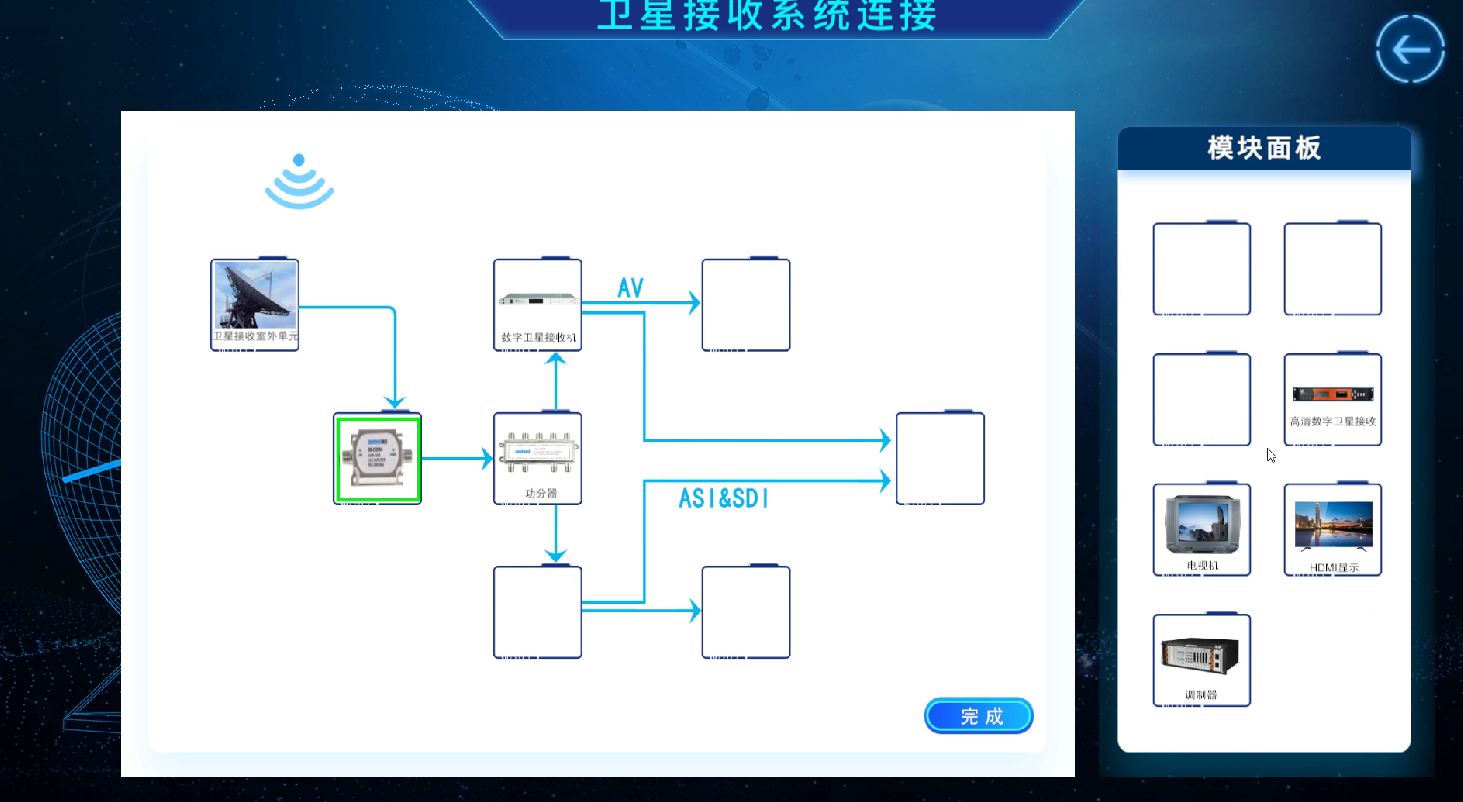 卫星接收系统连接
模块面板
AV
卫星接收室外单元
数字卫星接收机
高清数字卫星接收
功分器
ASI&SDI
电视机
HDMI显示
调制器
完成